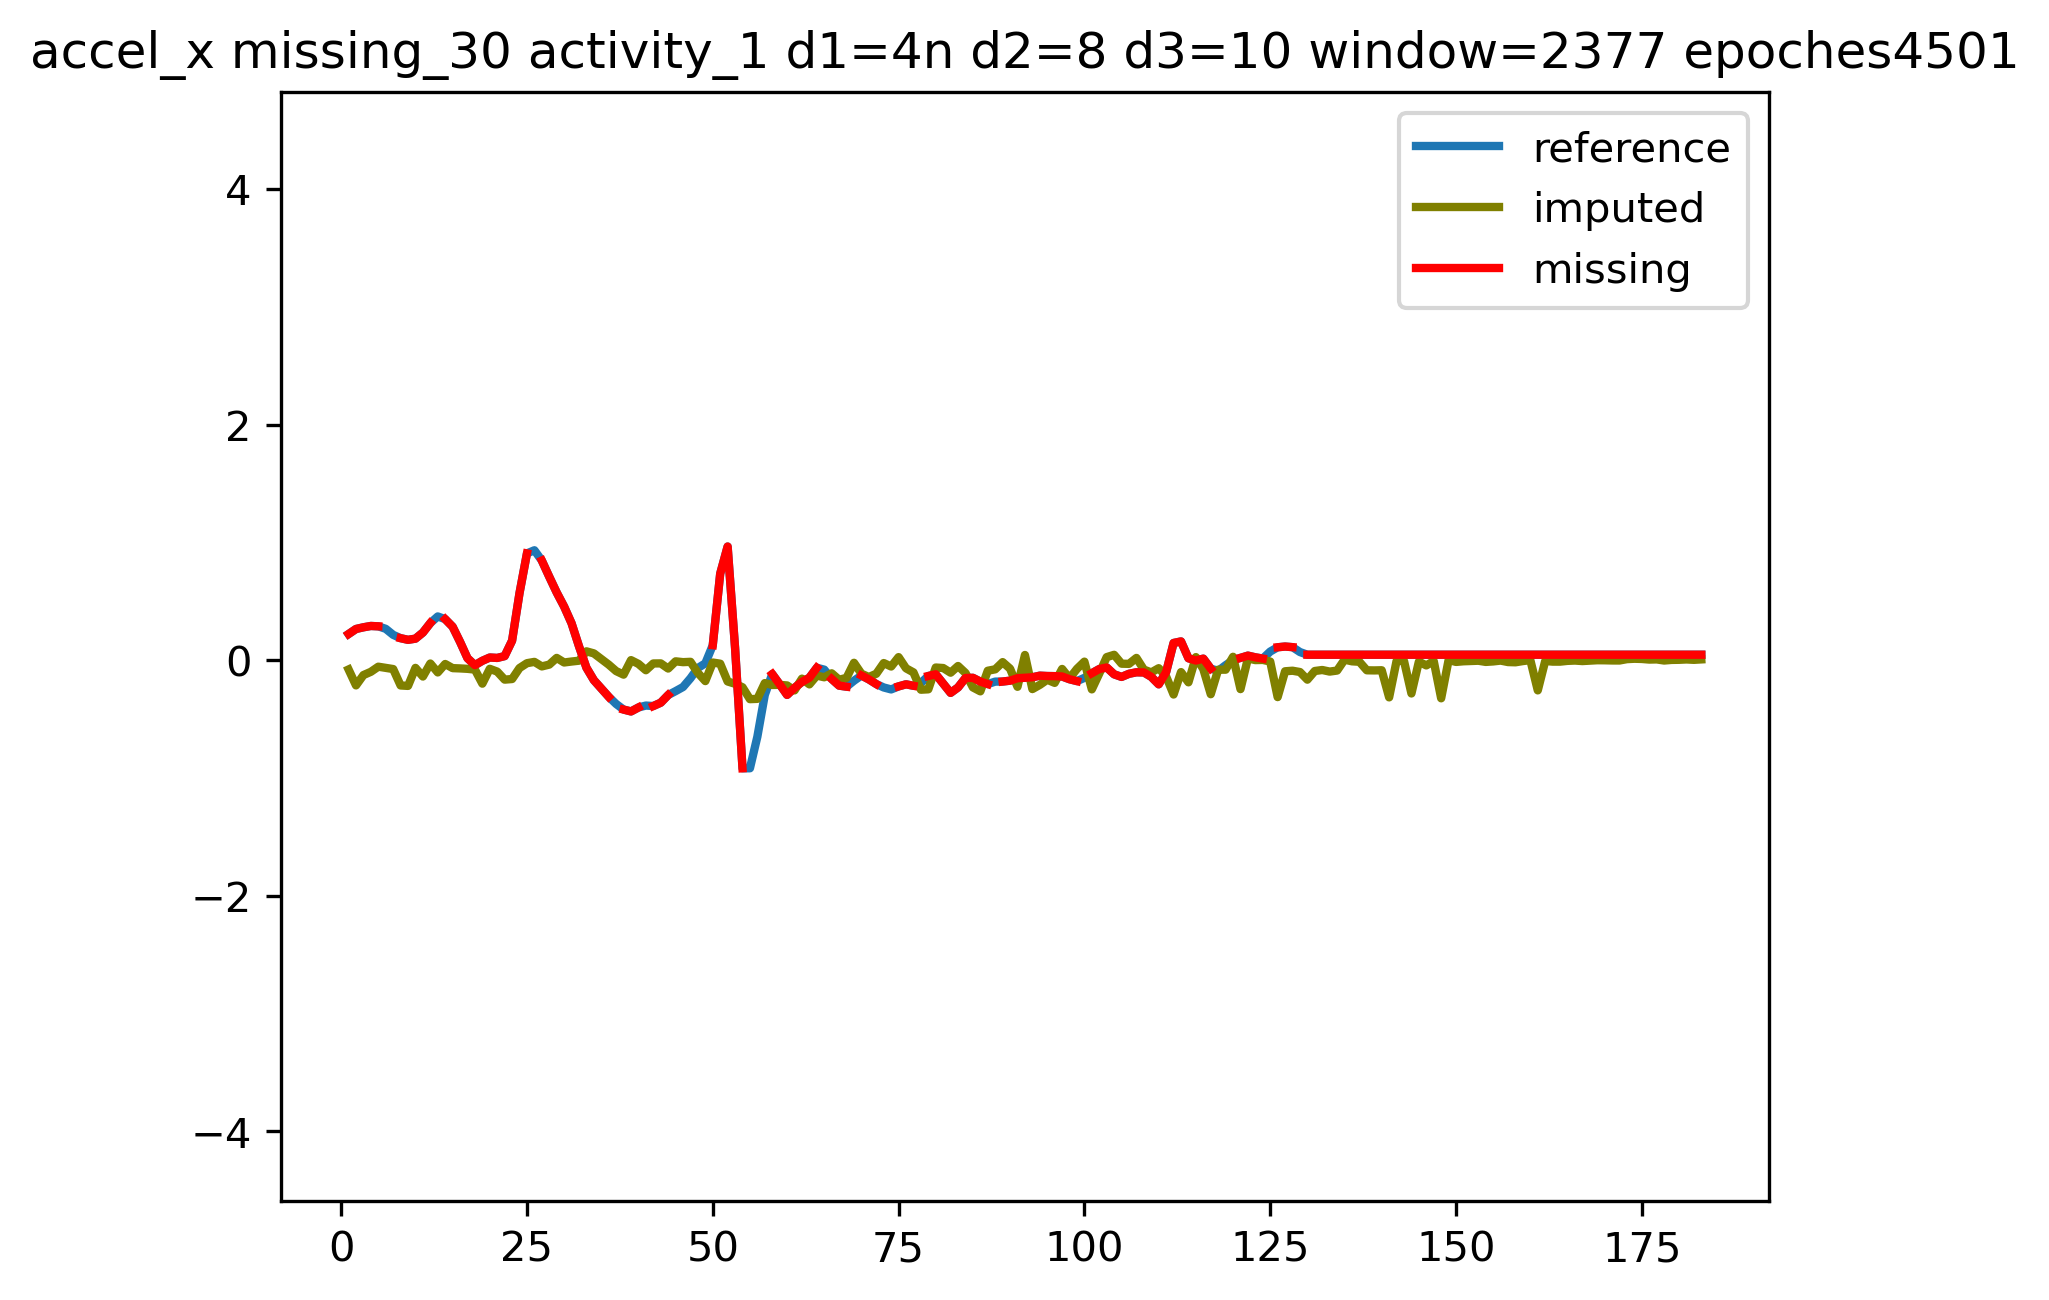 accel_x missing_30 activity_1 d1=4n d2=8 d3=10 window=2377 epoches4501
reference
imputed
missing
4
2
0
−2
−4
0 25 50 75 100 125 150 175